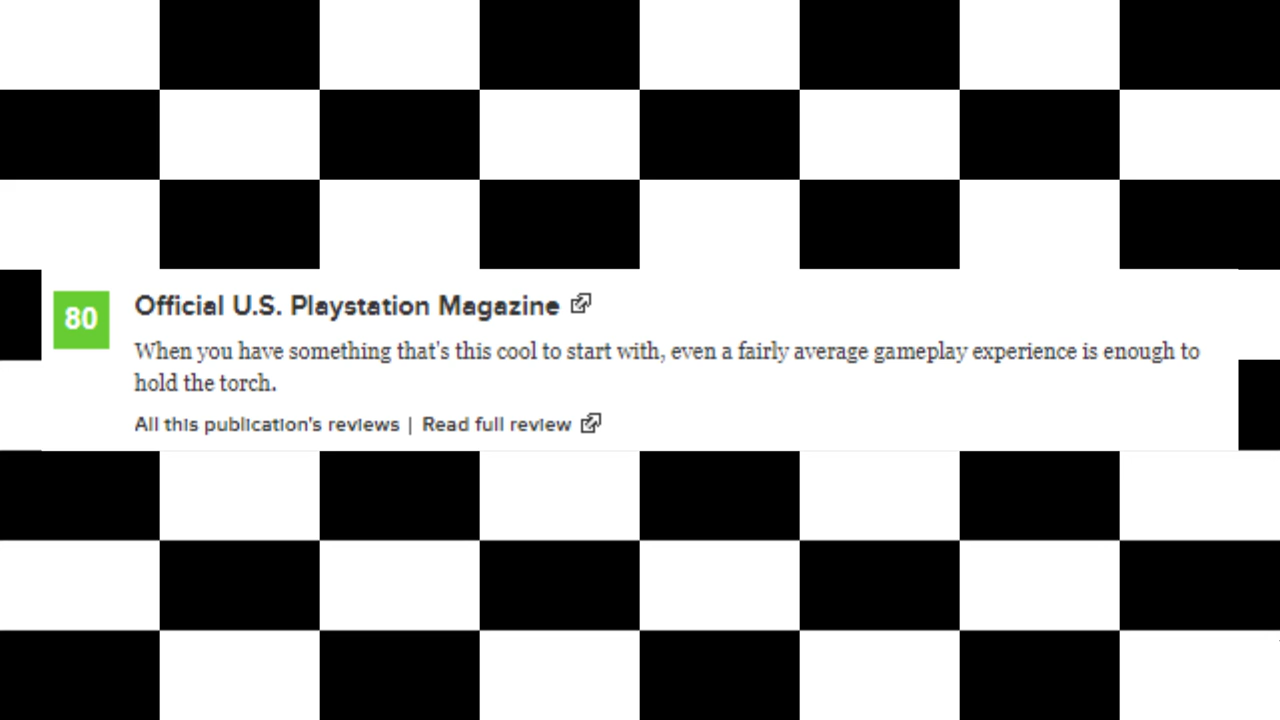 80
Official U.S. Playstation Magazine
When you have something that's this cool to start with, even a fairly average gameplay experience is enough to
hold the torch.
All this publication's reviews | Read full review